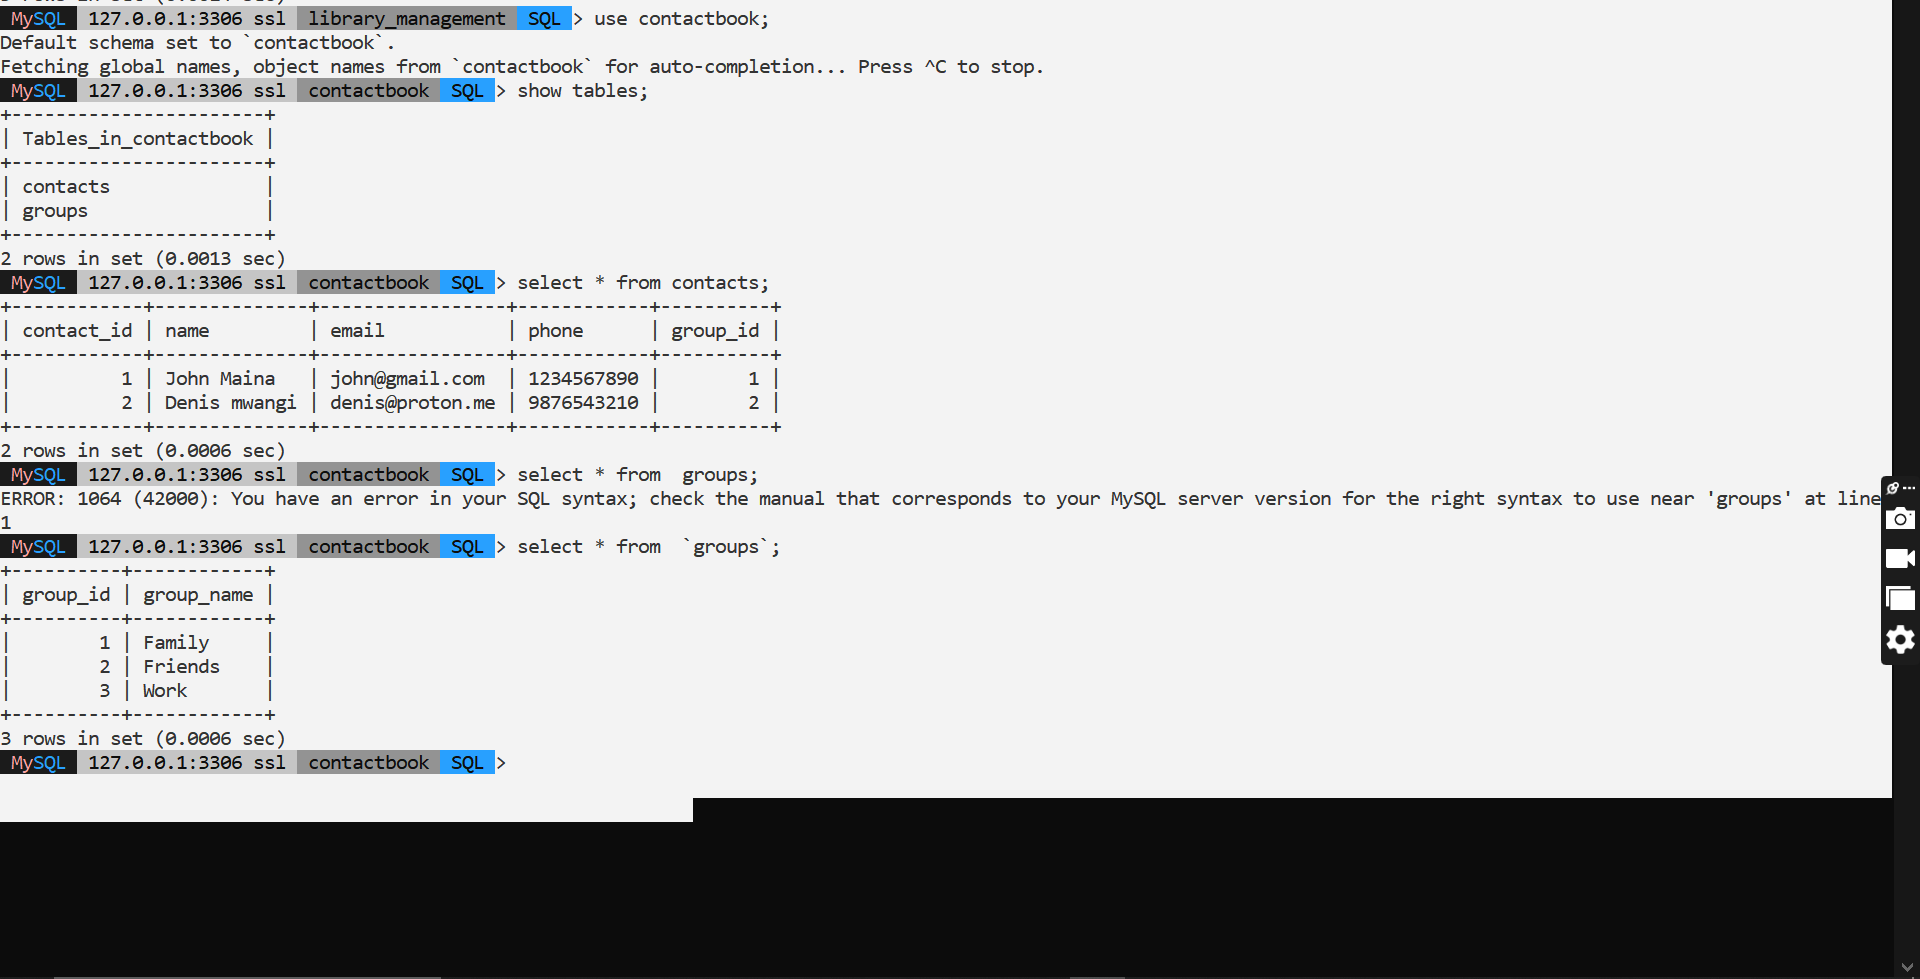 MySQL 127.0.0.1:3306 ssl library_management SQL > use contactbook;
Default schema set to `contactbook`.
Fetching global names, object names from `contactbook` for auto-completion... Press ^C to stop.
MySQL 127.0.0.1:3306 ssl contactbook SQL > show tables;
+-----------------------+
| Tables_in_contactbook |
+-----------------------+
| contacts              |
| groups                |
+-----------------------+
2 rows in set (0.0013 sec)
MySQL 127.0.0.1:3306 ssl contactbook SQL > select * from contacts;
+------------+--------------+-----------------+------------+----------+
| contact_id | name         | email           | phone      | group_id |
+------------+--------------+-----------------+------------+----------+
|          1 | John Maina   | john@gmail.com  | 1234567890 |        1 |
|          2 | Denis mwangi | denis@proton.me | 9876543210 |        2 |
+------------+--------------+-----------------+------------+----------+
2 rows in set (0.0006 sec)
MySQL 127.0.0.1:3306 ssl contactbook SQL > select * from  groups;
ERROR: 1064 (42000): You have an error in your SQL syntax; check the manual that corresponds to your MySQL server version for the right syntax to use near 'groups' at line
1
MySQL 127.0.0.1:3306 ssl contactbook SQL > select * from  `groups`;
+----------+------------+
| group_id | group_name |
+----------+------------+
|        1 | Family     |
|        2 | Friends    |
|        3 | Work       |
+----------+------------+
3 rows in set (0.0006 sec)
MySQL 127.0.0.1:3306 ssl contactbook SQL >